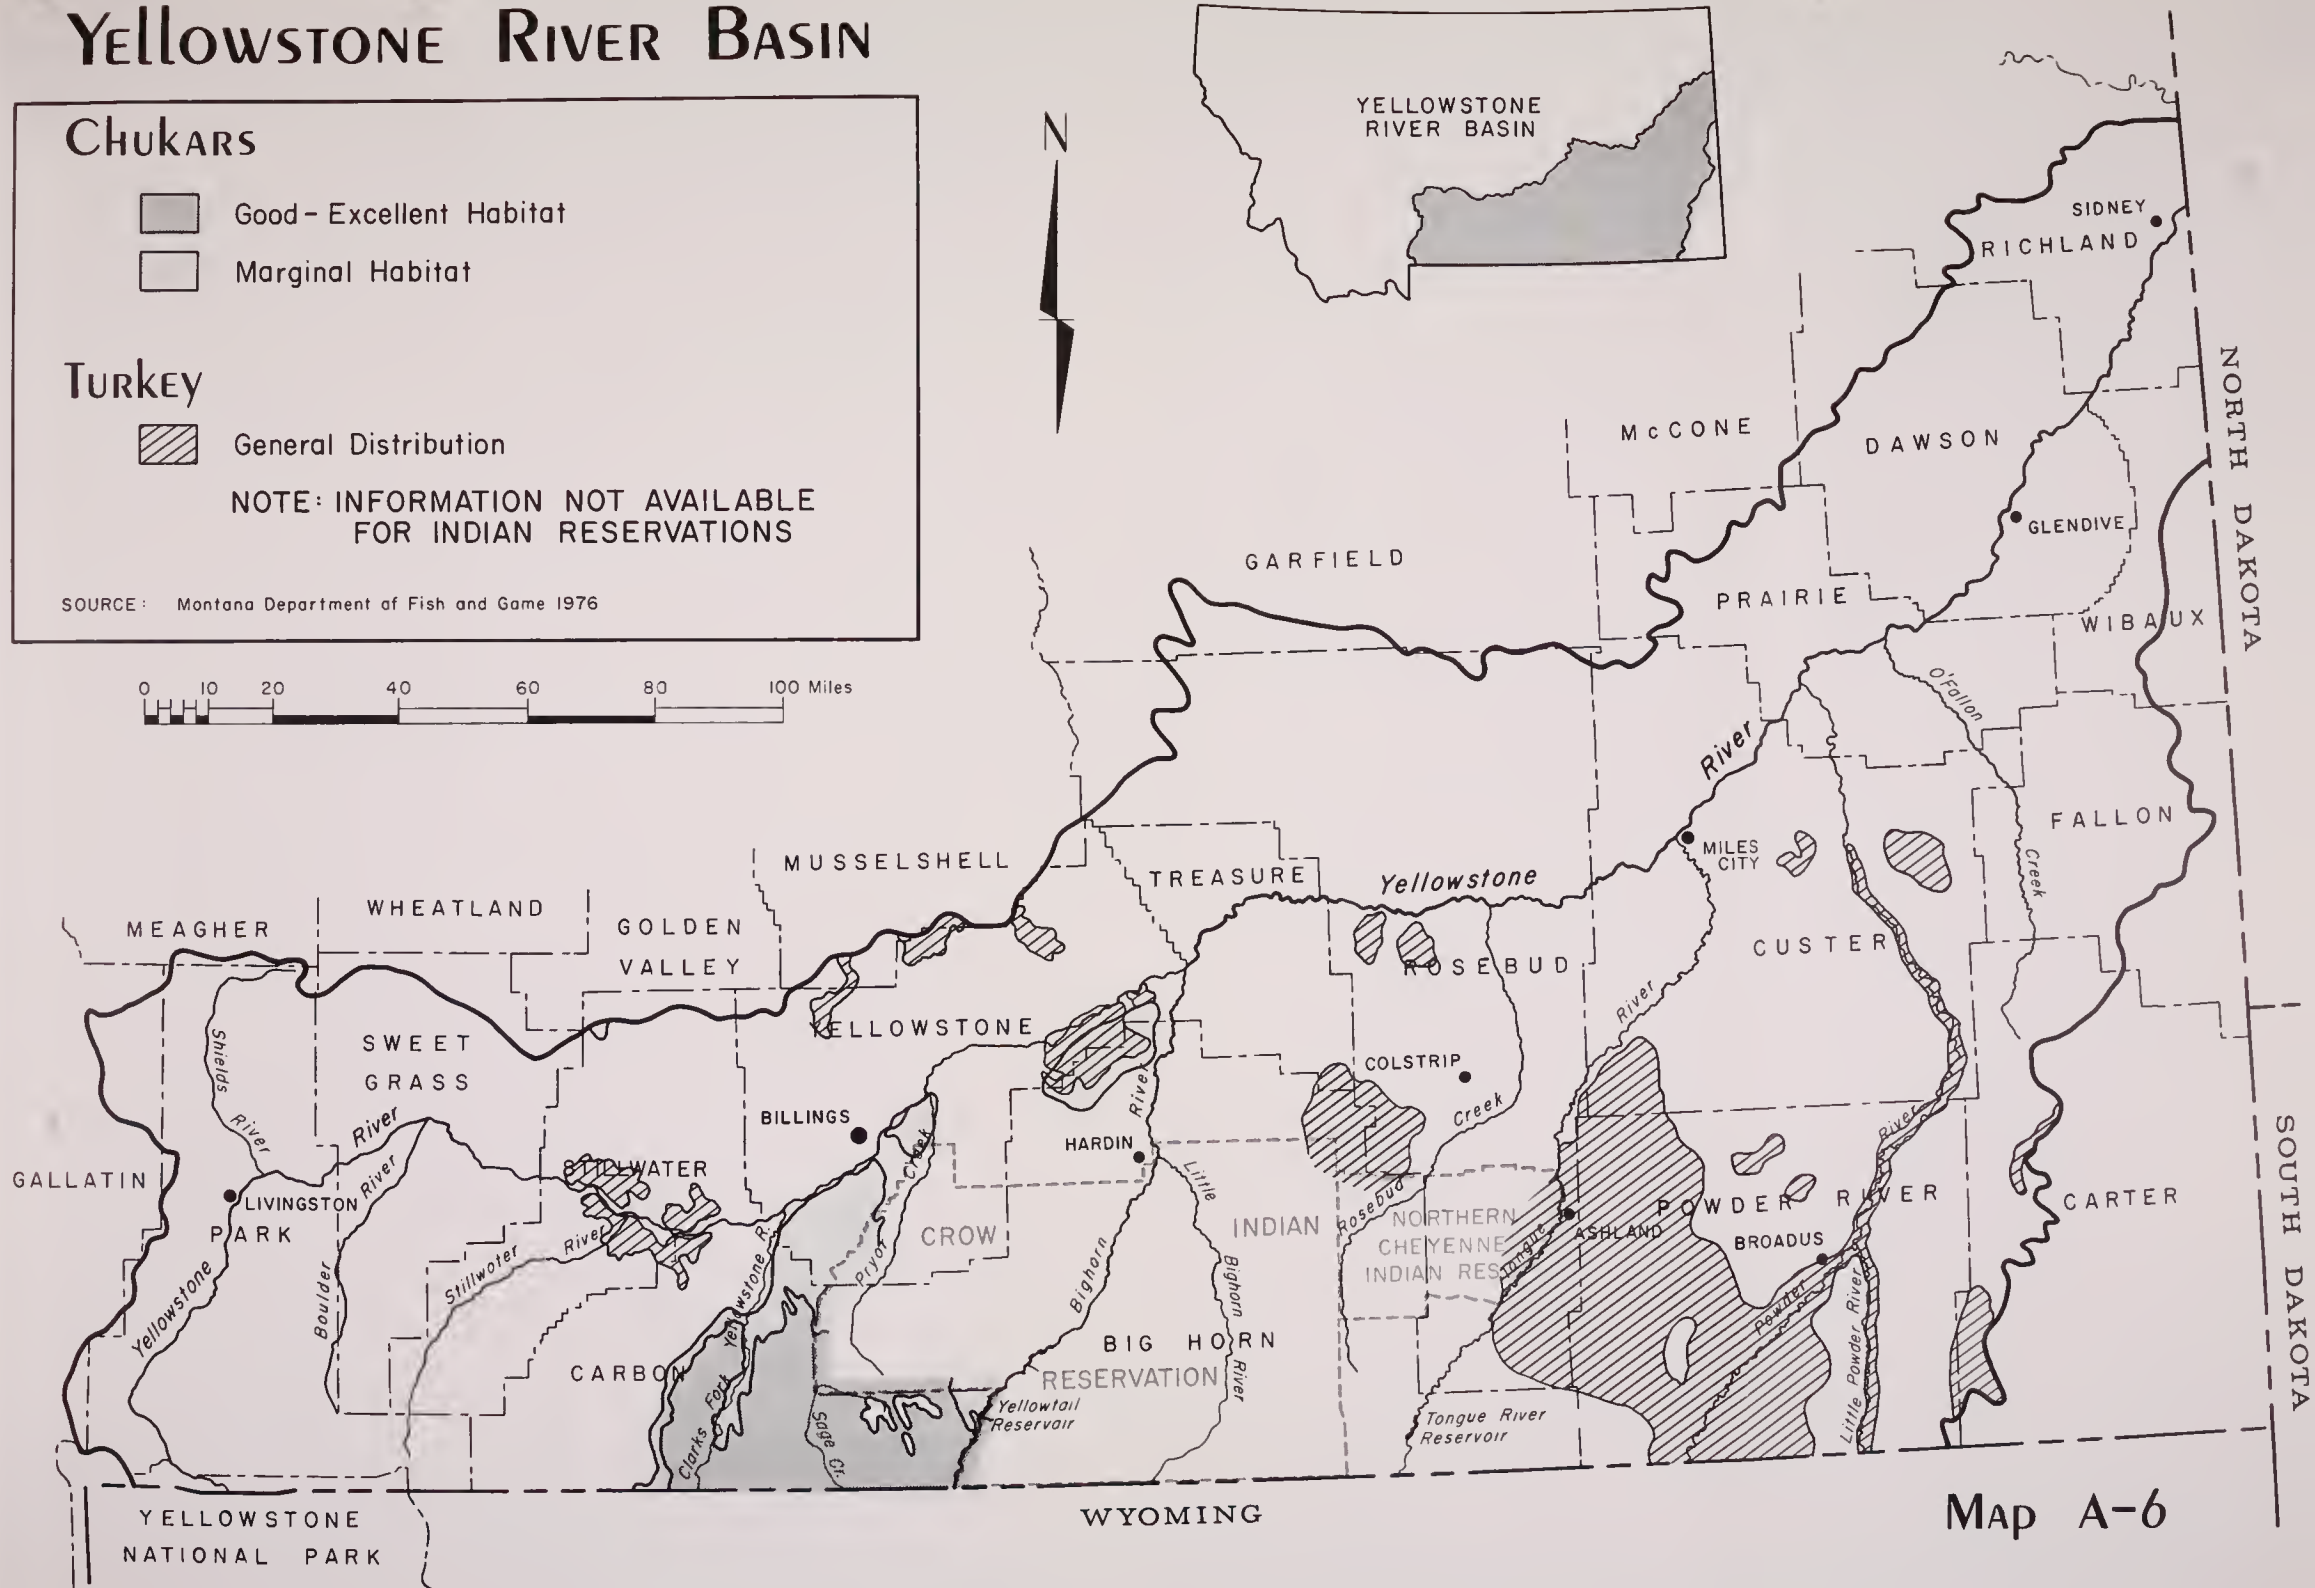 Yellowstone River Basin
Chukars
Good - Excellent Habitat
Marginal Habitat
Turkey
General Distribution
NOTE: INFORMATION NOT AVAILABLE
FOR INDIAN RESERVATIONS
SOURCE: Montana Department of Fish and Game 1976
0 10 20 40 60 80 100 Miles
N
YELLOWSTONE
RIVER BASIN
SIDNEY
RICHLAND
NORTH DAKOTA
McCONE
DAWSON
GLENDIVE
GARFIELD
PRAIRIE
WIBAUX
O'Fallon
Creek
River
FALLON
MUSSELSHELL
MILES
CITY
TREASURE
Yellowstone
WHEATLAND
MEAGHER
GOLDEN
VALLEY
CUSTER
ROSEBUD
River
YELLOWSTONE
SWEET
GRASS
Shields
River
COLSTRIP
Creek
Rosebud
River
BILLINGS
HARDIN
River
Bighorn
Little
Bighorn
River
Creek
Pryor
STILLWATER
River
River
GALLATIN
LIVINGSTON
PARK
Yellowstone
Boulder
Stillwater
River
Yellowstone R.
CROW
INDIAN
RESERVATION
NORTHERN
CHEYENNE
INDIAN RES.
Tongue
ASHLAND
POWDER RIVER
BROADUS
River
Powder
Little Powder River
CARTER
SOUTH DAKOTA
BIG HORN
CARBON
Clarks Fork
Yellowstone
Sage Cr.
Yellowtail
Reservoir
Tongue River
Reservoir
WYOMING
YELLOWSTONE
NATIONAL PARK
Map A-6